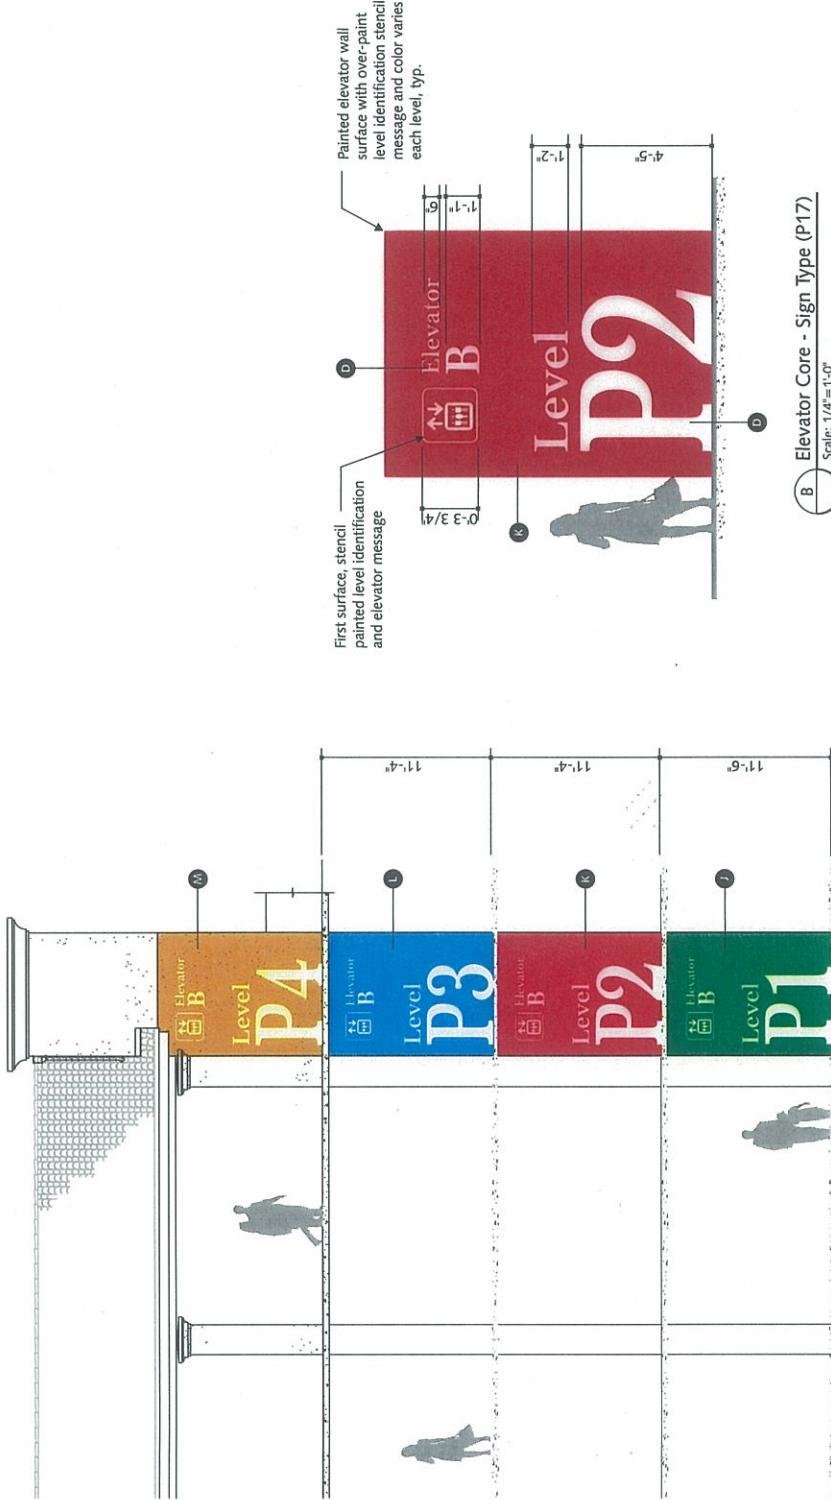 Elevator
B
Level
P4
Elevator
B
Level
P3
Elevator
B
Level
P2
Elevator
B
Level
P1
M
L
K
J
11'-4"
11'-4"
11'-6"
First surface, stencil
painted level identification
and elevator message
Painted elevator wall
surface with over-paint
level identification stencil
message and color varies
each level, typ.
D
Elevator
B
Level
P2
K
D
0'-3 3/4"
6"
1'-1"
1'-2"
4'-5"
B
Elevator Core - Sign Type (P17)
Scale: 1/4"=1'-0"